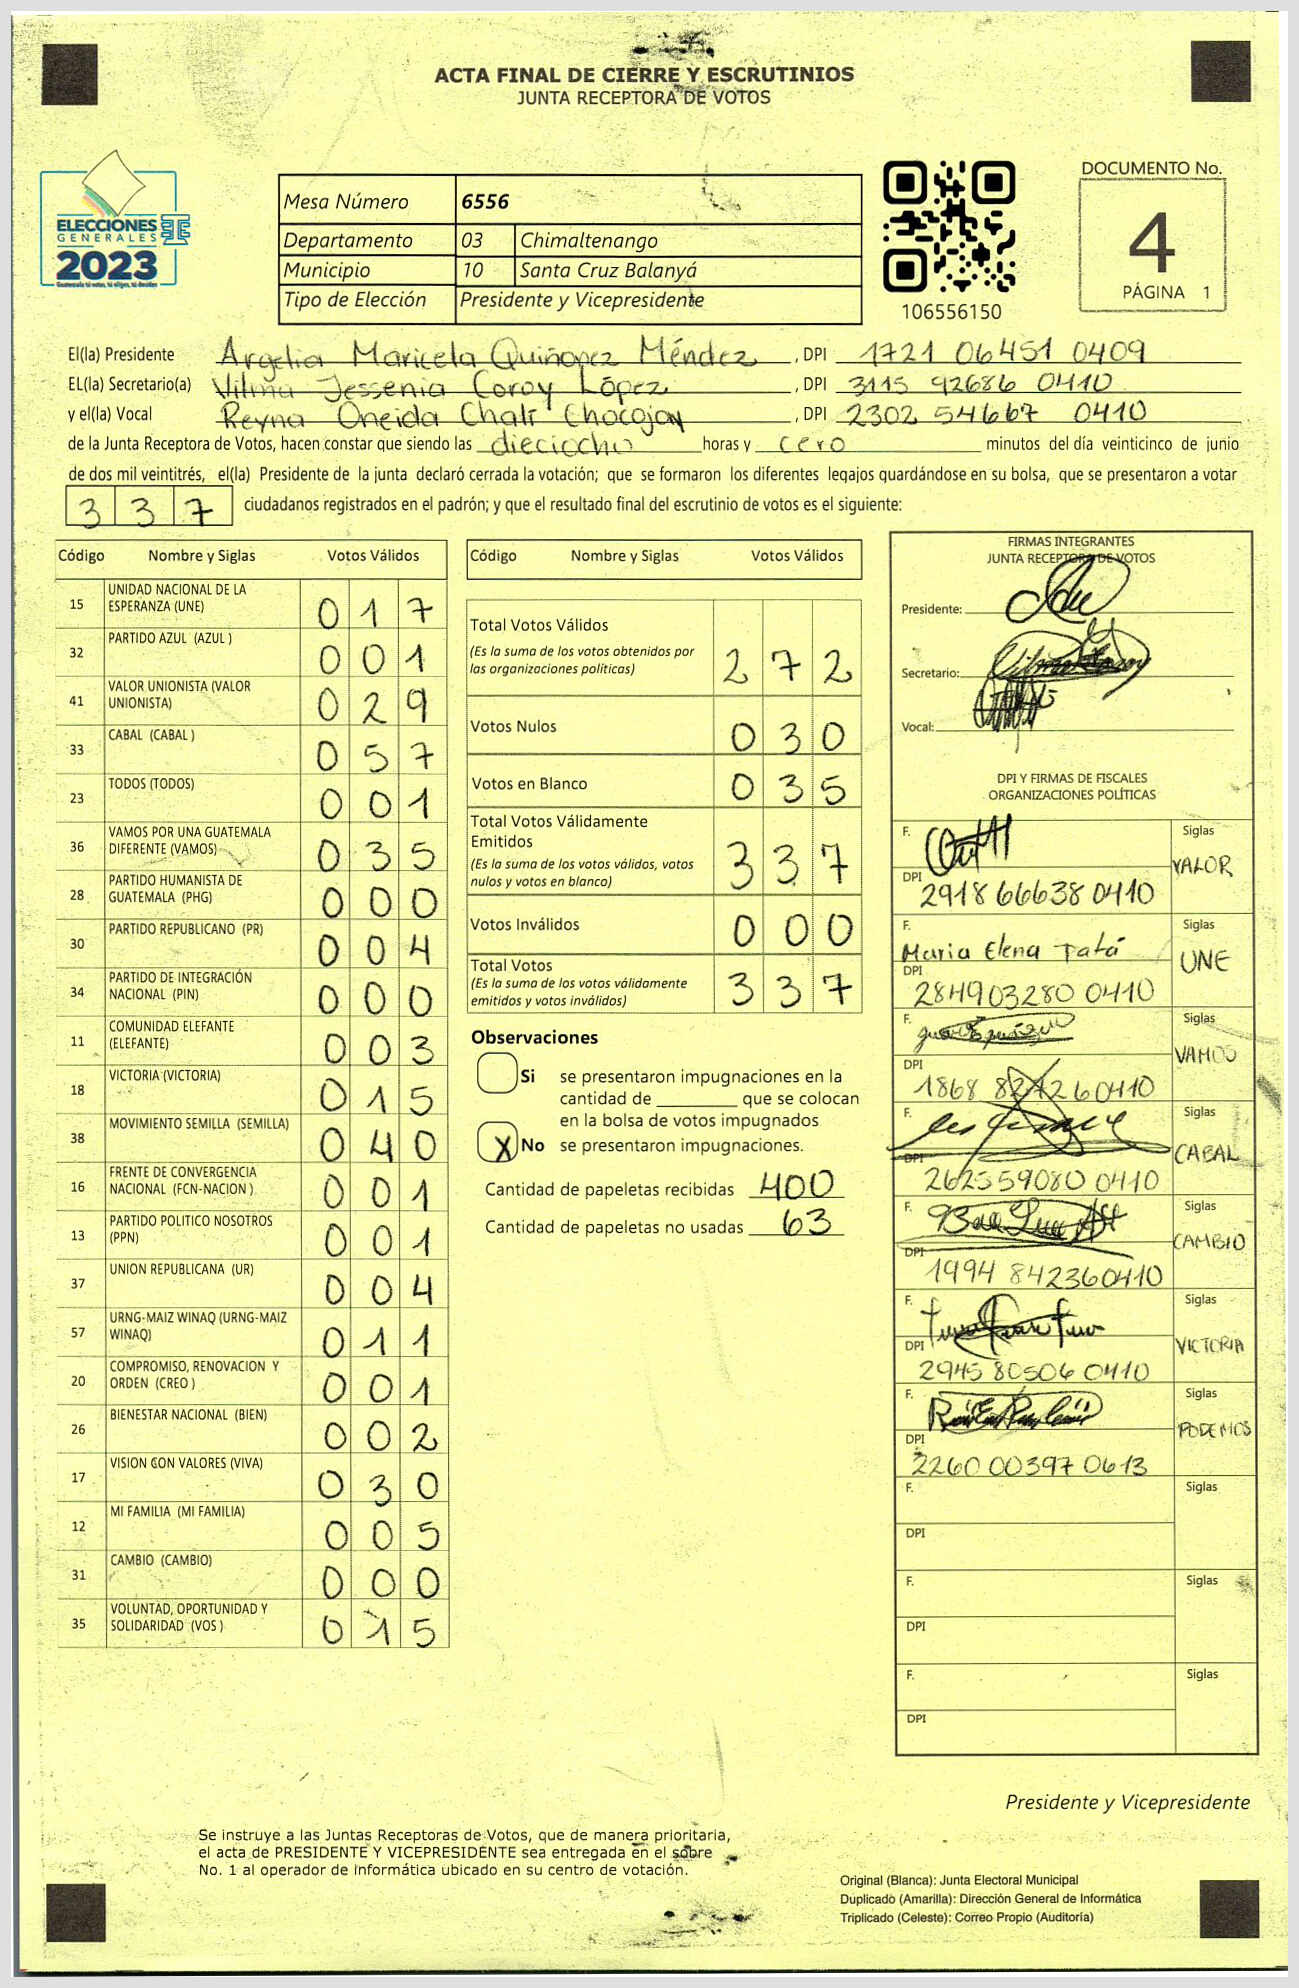 ACTA FINAL DE CIERRE Y ESCRUTINIOS
JUNTA RECEPTORA DE VOTOS
ELECCIONES
GENERALES
2023
Guatemala tú votas, tú eliges, tú decides
Mesa Número 6556
Departamento 03 Chimaltenango
Municipio 10 Santa Cruz Balanyá
Tipo de Elección Presidente y Vicepresidente
106556150
DOCUMENTO No.
4
PÁGINA 1
El(la) Presidente Argelia Maricela Quiñonez Méndez, DPI 1721 06451 0409
EL(la) Secretario(a) Vilma Jessenia Coroy López, DPI 3115 92686 0410
y el(la) Vocal Reyna Oneida Chalí Chocojay, DPI 2302 54667 0410
de la Junta Receptora de Votos, hacen constar que siendo las dieciocho horas y cero minutos del día veinticinco de junio
de dos mil veintitrés, el(la) Presidente de la junta declaró cerrada la votación; que se formaron los diferentes legajos quardándose en su bolsa, que se presentaron a votar
337 ciudadanos registrados en el padrón; y que el resultado final del escrutinio de votos es el siguiente:
Código Nombre y Siglas Votos Válidos
15 UNIDAD NACIONAL DE LA ESPERANZA (UNE) 017
32 PARTIDO AZUL (AZUL ) 001
41 VALOR UNIONISTA (VALOR UNIONISTA) 029
33 CABAL (CABAL ) 057
23 TODOS (TODOS) 001
36 VAMOS POR UNA GUATEMALA DIFERENTE (VAMOS) 035
28 PARTIDO HUMANISTA DE GUATEMALA (PHG) 000
30 PARTIDO REPUBLICANO (PR) 004
34 PARTIDO DE INTEGRACIÓN NACIONAL (PIN) 000
11 COMUNIDAD ELEFANTE (ELEFANTE) 003
18 VICTORIA (VICTORIA) 015
38 MOVIMIENTO SEMILLA (SEMILLA) 040
16 FRENTE DE CONVERGENCIA NACIONAL (FCN-NACION ) 001
13 PARTIDO POLITICO NOSOTROS (PPN) 001
37 UNION REPUBLICANA (UR) 004
57 URNG-MAIZ WINAQ (URNG-MAIZ WINAQ) 011
20 COMPROMISO, RENOVACION Y ORDEN (CREO ) 001
26 BIENESTAR NACIONAL (BIEN) 002
17 VISION CON VALORES (VIVA) 030
12 MI FAMILIA (MI FAMILIA) 005
31 CAMBIO (CAMBIO) 000
35 VOLUNTAD, OPORTUNIDAD Y SOLIDARIDAD (VOS ) 015
Código Nombre y Siglas Votos Válidos
Total Votos Válidos
(Es la suma de los votos obtenidos por
las organizaciones políticas) 272
Votos Nulos 030
Votos en Blanco 035
Total Votos Válidamente
Emitidos
(Es la suma de los votos válidos, votos
nulos y votos en blanco) 337
Votos Inválidos 000
Total Votos
(Es la suma de los votos válidamente
emitidos y votos inválidos) 337
Observaciones
Si se presentaron impugnaciones en la
cantidad de ________ que se colocan
en la bolsa de votos impugnados
X No se presentaron impugnaciones.
Cantidad de papeletas recibidas 400
Cantidad de papeletas no usadas 63
FIRMAS INTEGRANTES
JUNTA RECEPTORA DE VOTOS
Presidente:
Secretario:
Vocal:
DPI Y FIRMAS DE FISCALES
ORGANIZACIONES POLÍTICAS
F. Siglas VALOR
DPI 2918 66638 0410
F. Maria Elena Patá Siglas UNE
DPI 284903280 0410
F. Siglas VAMOS
DPI 1868 82726 0410
F. Siglas CABAL
DPI 262559080 0410
F. Siglas CAMBIO
DPI 1994 84236 0410
F. Siglas VICTORIA
DPI 2945 80506 0410
F. Siglas PODEMOS
DPI 2260 00397 0613
F. Siglas
DPI
F. Siglas
DPI
F. Siglas
DPI
Presidente y Vicepresidente
Se instruye a las Juntas Receptoras de Votos, que de manera prioritaria,
el acta de PRESIDENTE Y VICEPRESIDENTE sea entregada en el sobre
No. 1 al operador de informática ubicado en su centro de votación.
Original (Blanca): Junta Electoral Municipal
Duplicado (Amarilla): Dirección General de Informática
Triplicado (Celeste): Correo Propio (Auditoría)